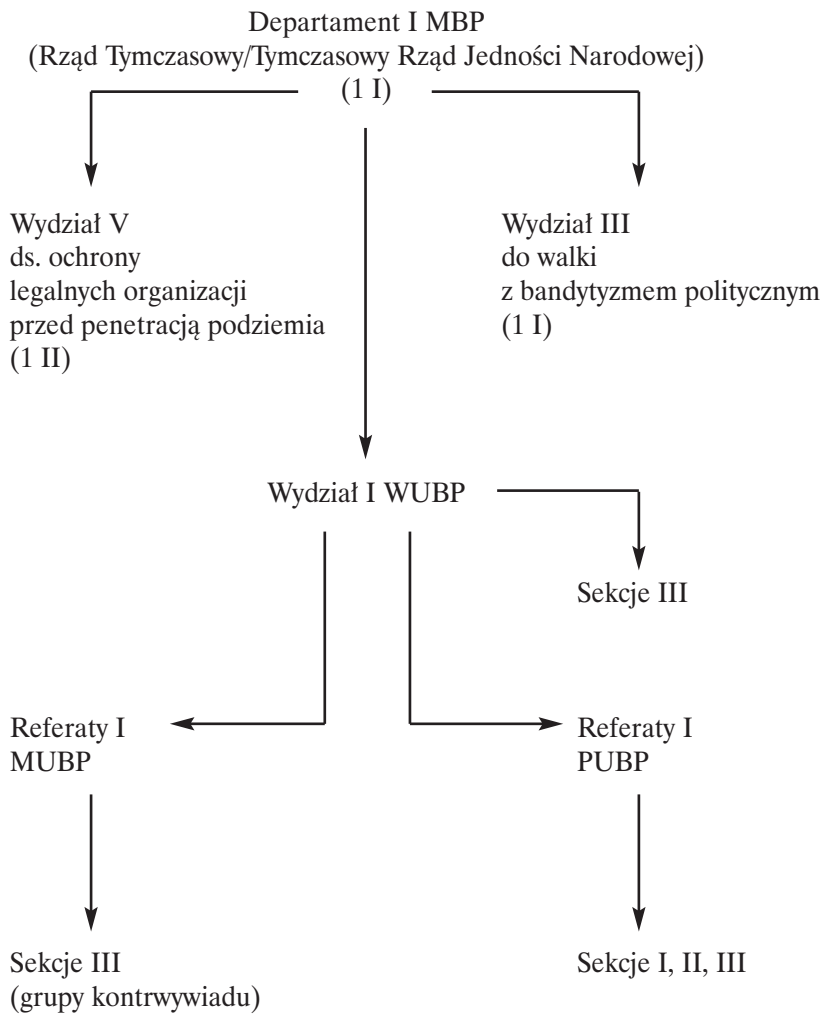 Departament I MBP
(Rząd Tymczasowy/Tymczasowy Rząd Jedności Narodowej)
(1 I)
Wydział V
ds. ochrony
legalnych organizacji
przed penetracją podziemia
(1 II)
Wydział III
do walki
z bandytyzmem politycznym
(1 I)
Wydział I WUBP
Sekcje III
Referaty I
MUBP
Referaty I
PUBP
Sekcje III
(grupy kontrwywiadu)
Sekcje I, II, III